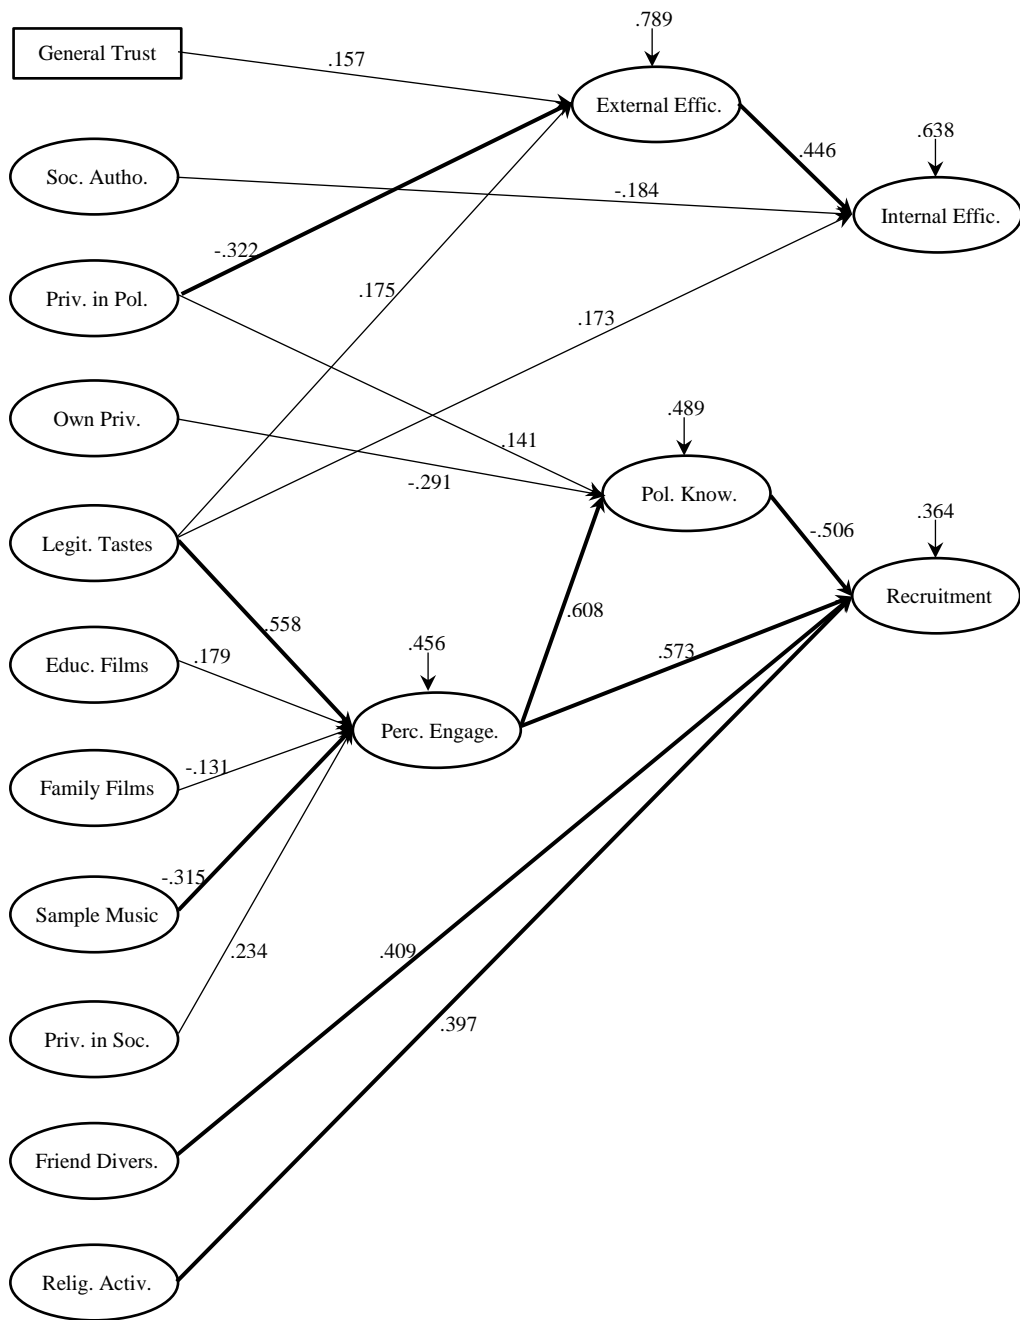 .789
General Trust
.157
External Effic.
.638
.446
Soc. Autho.
-.184
Internal Effic.
-.322
Priv. in Pol.
.175
.173
Own Priv.
.489
.141
-.291
Pol. Know.
.364
-.506
Legit. Tastes
Recruitment
.558
.608
.179
.456
.573
Educ. Films
Perc. Engage.
-.131
Family Films
-.315
Sample Music
.234
.409
.397
Priv. in Soc.
Friend Divers.
Relig. Activ.